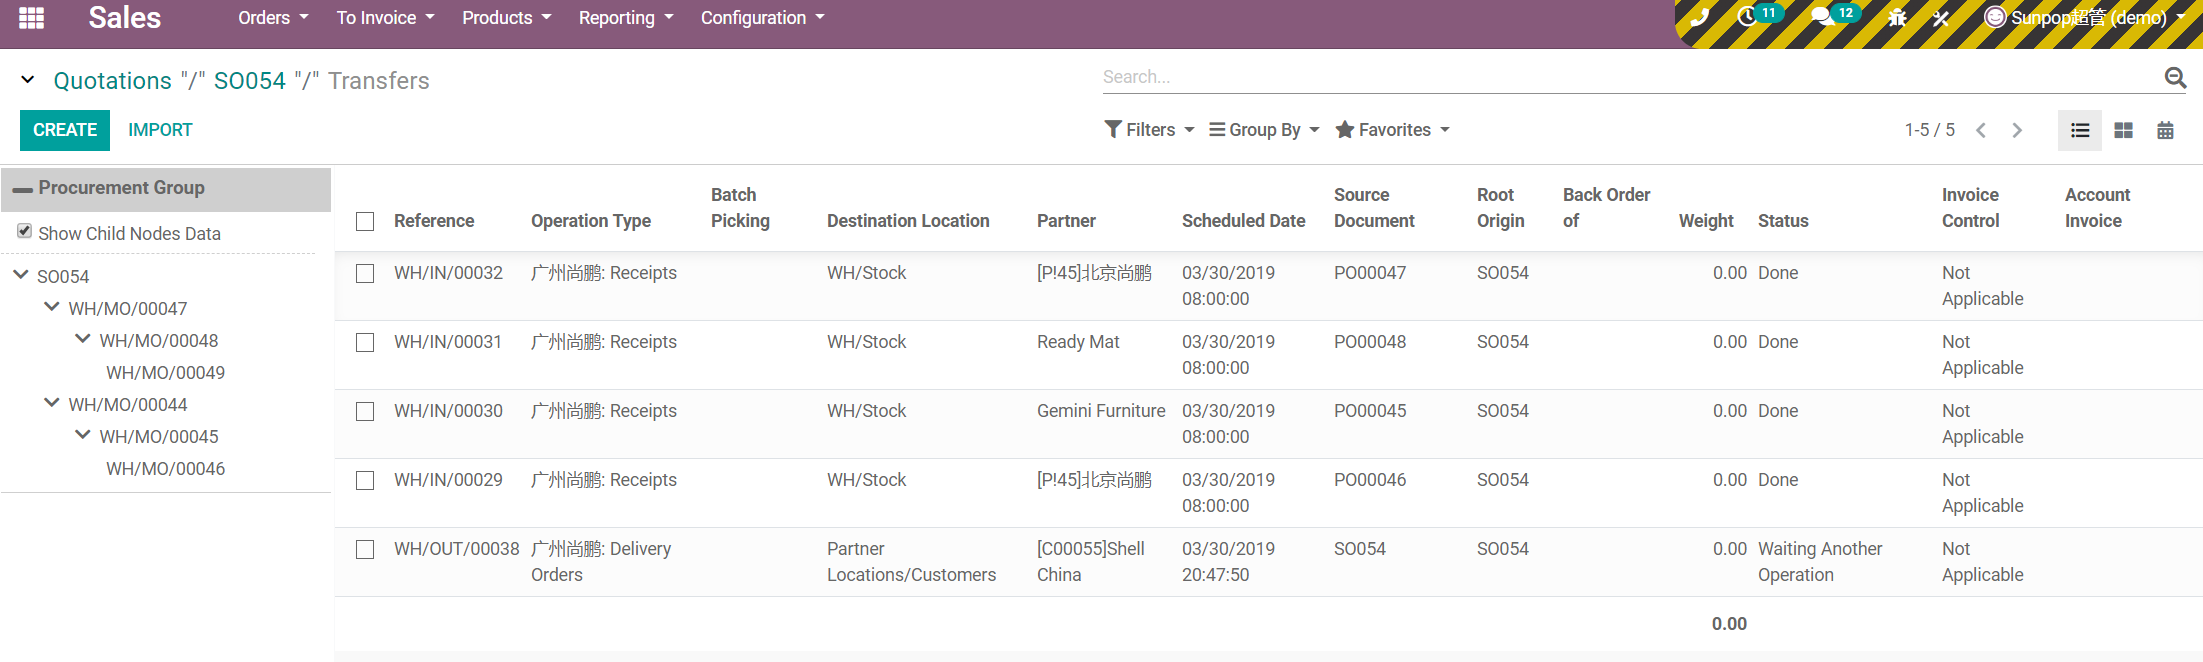 Sales Orders To Invoice Products Reporting Configuration 11 12 Sunpop超管 (demo)
Quotations "/" SO054 "/" Transfers
Search...
CREATE IMPORT Filters Group By Favorites 1-5 / 5
Procurement Group
Show Child Nodes Data
SO054
WH/MO/00047
WH/MO/00048
WH/MO/00049
WH/MO/00044
WH/MO/00045
WH/MO/00046
Batch Source Root Back Order Invoice Account
Reference Operation Type Picking Destination Location Partner Scheduled Date Document Origin of Weight Status Control Invoice
WH/IN/00032 广州尚鹏: Receipts WH/Stock [P!45]北京尚鹏 03/30/2019 PO00047 SO054 0.00 Done Not
08:00:00 Applicable
WH/IN/00031 广州尚鹏: Receipts WH/Stock Ready Mat 03/30/2019 PO00048 SO054 0.00 Done Not
08:00:00 Applicable
WH/IN/00030 广州尚鹏: Receipts WH/Stock Gemini Furniture 03/30/2019 PO00045 SO054 0.00 Done Not
08:00:00 Applicable
WH/IN/00029 广州尚鹏: Receipts WH/Stock [P!45]北京尚鹏 03/30/2019 PO00046 SO054 0.00 Done Not
08:00:00 Applicable
WH/OUT/00038 广州尚鹏: Delivery Partner [C00055]Shell 03/30/2019 SO054 SO054 0.00 Waiting Another Not
Orders Locations/Customers China 20:47:50 Operation Applicable
0.00